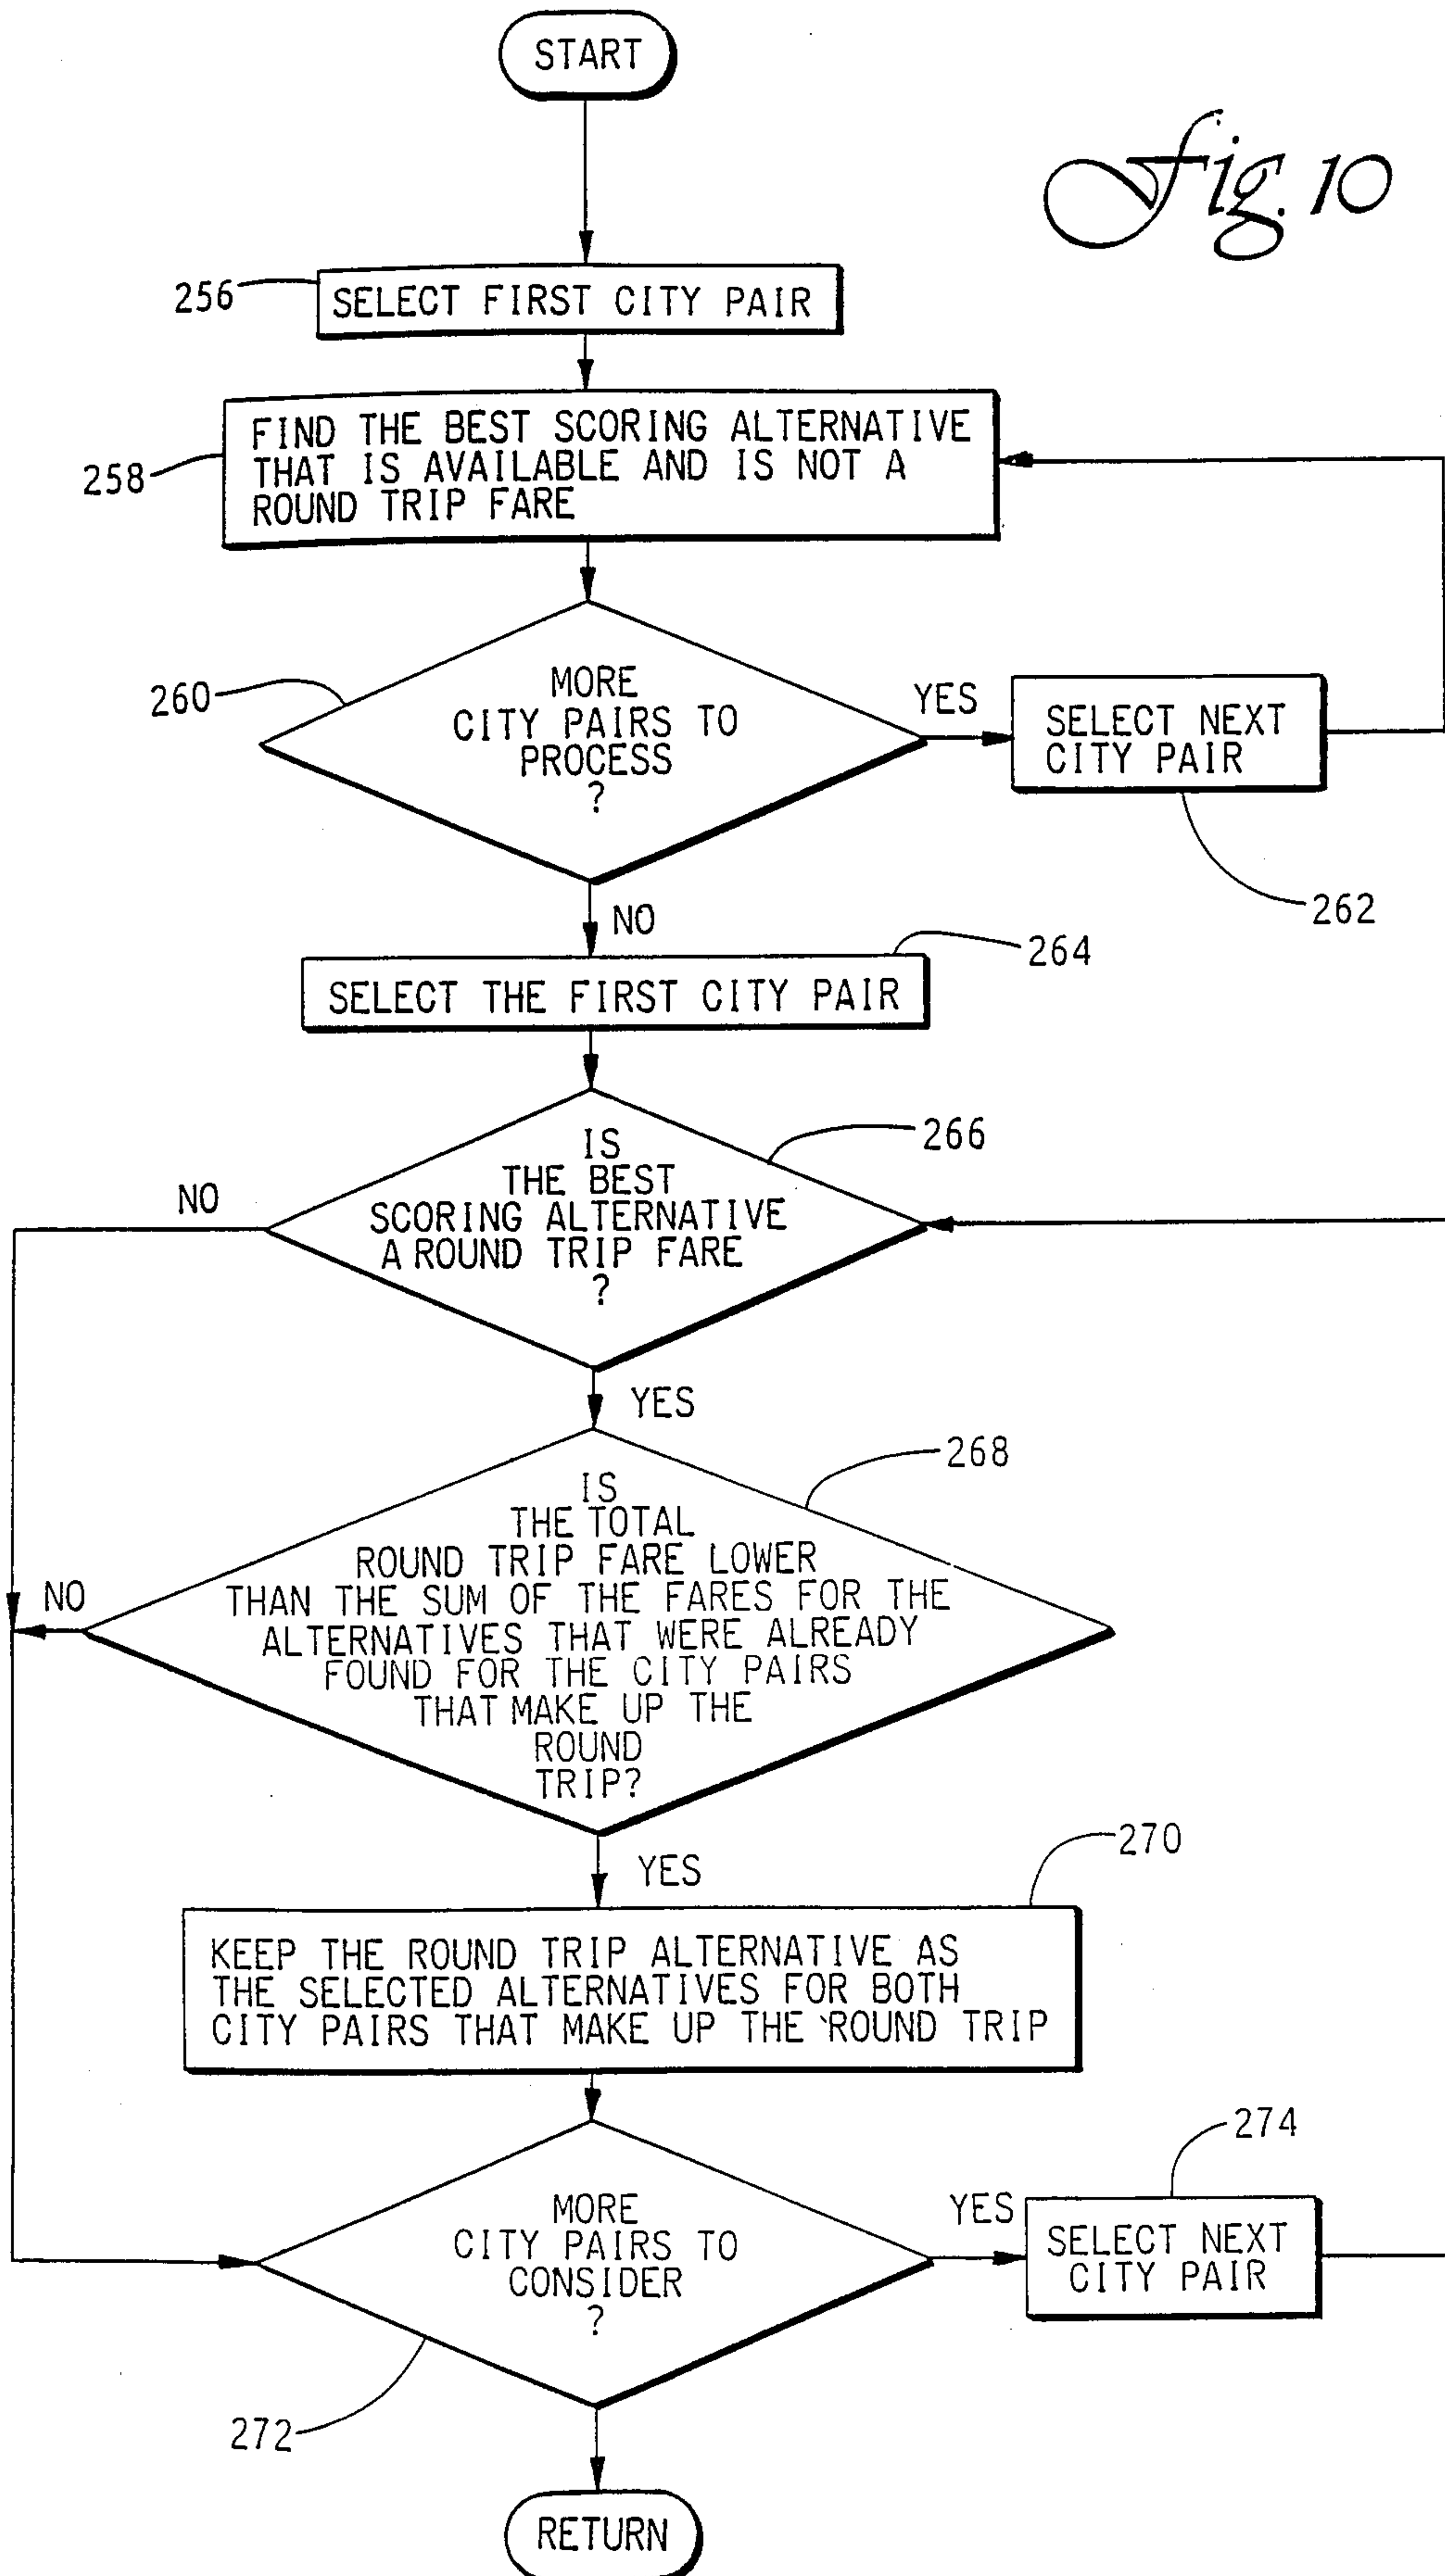 START
Fig. 10
256
SELECT FIRST CITY PAIR
258
FIND THE BEST SCORING ALTERNATIVE
THAT IS AVAILABLE AND IS NOT A
ROUND TRIP FARE
260
MORE
CITY PAIRS TO
PROCESS
?
YES
SELECT NEXT
CITY PAIR
262
NO
264
SELECT THE FIRST CITY PAIR
266
IS
THE BEST
SCORING ALTERNATIVE
A ROUND TRIP FARE
?
NO
YES
268
IS
THE TOTAL
ROUND TRIP FARE LOWER
THAN THE SUM OF THE FARES FOR THE
ALTERNATIVES THAT WERE ALREADY
FOUND FOR THE CITY PAIRS
THAT MAKE UP THE
ROUND
TRIP?
NO
YES
270
KEEP THE ROUND TRIP ALTERNATIVE AS
THE SELECTED ALTERNATIVES FOR BOTH
CITY PAIRS THAT MAKE UP THE ROUND TRIP
274
MORE
CITY PAIRS TO
CONSIDER
?
YES
SELECT NEXT
CITY PAIR
272
RETURN